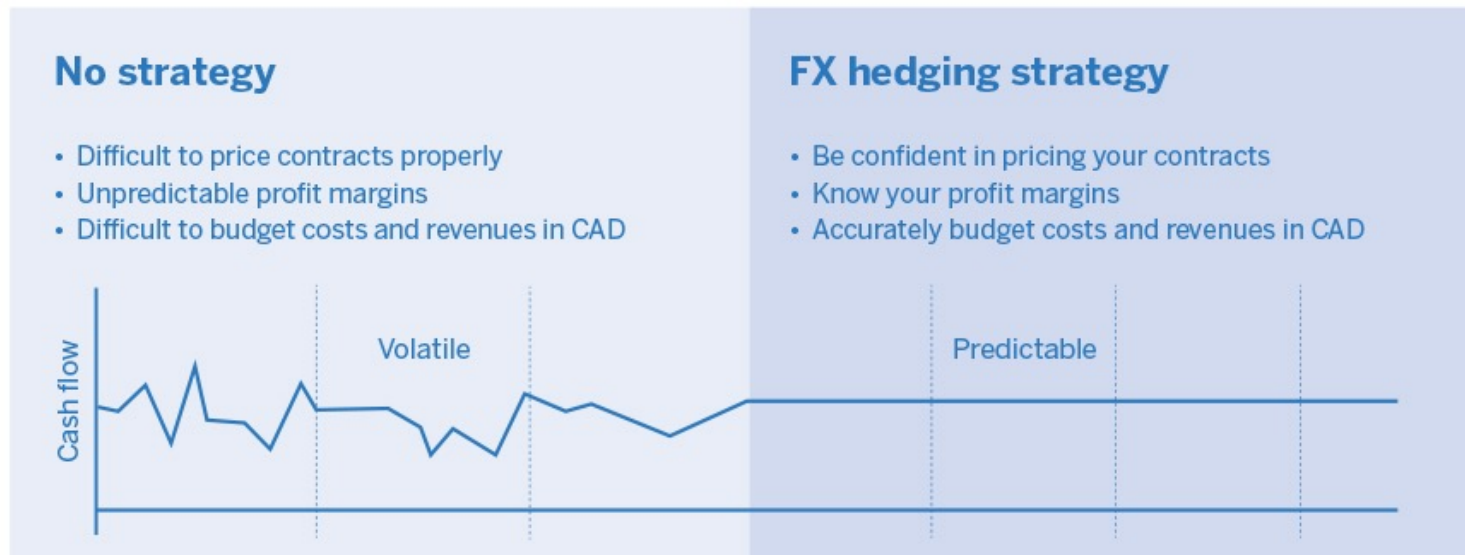 No strategy
• Difficult to price contracts properly
• Unpredictable profit margins
• Difficult to budget costs and revenues in CAD
FX hedging strategy
• Be confident in pricing your contracts
• Know your profit margins
• Accurately budget costs and revenues in CAD
Cash flow
Volatile
Predictable